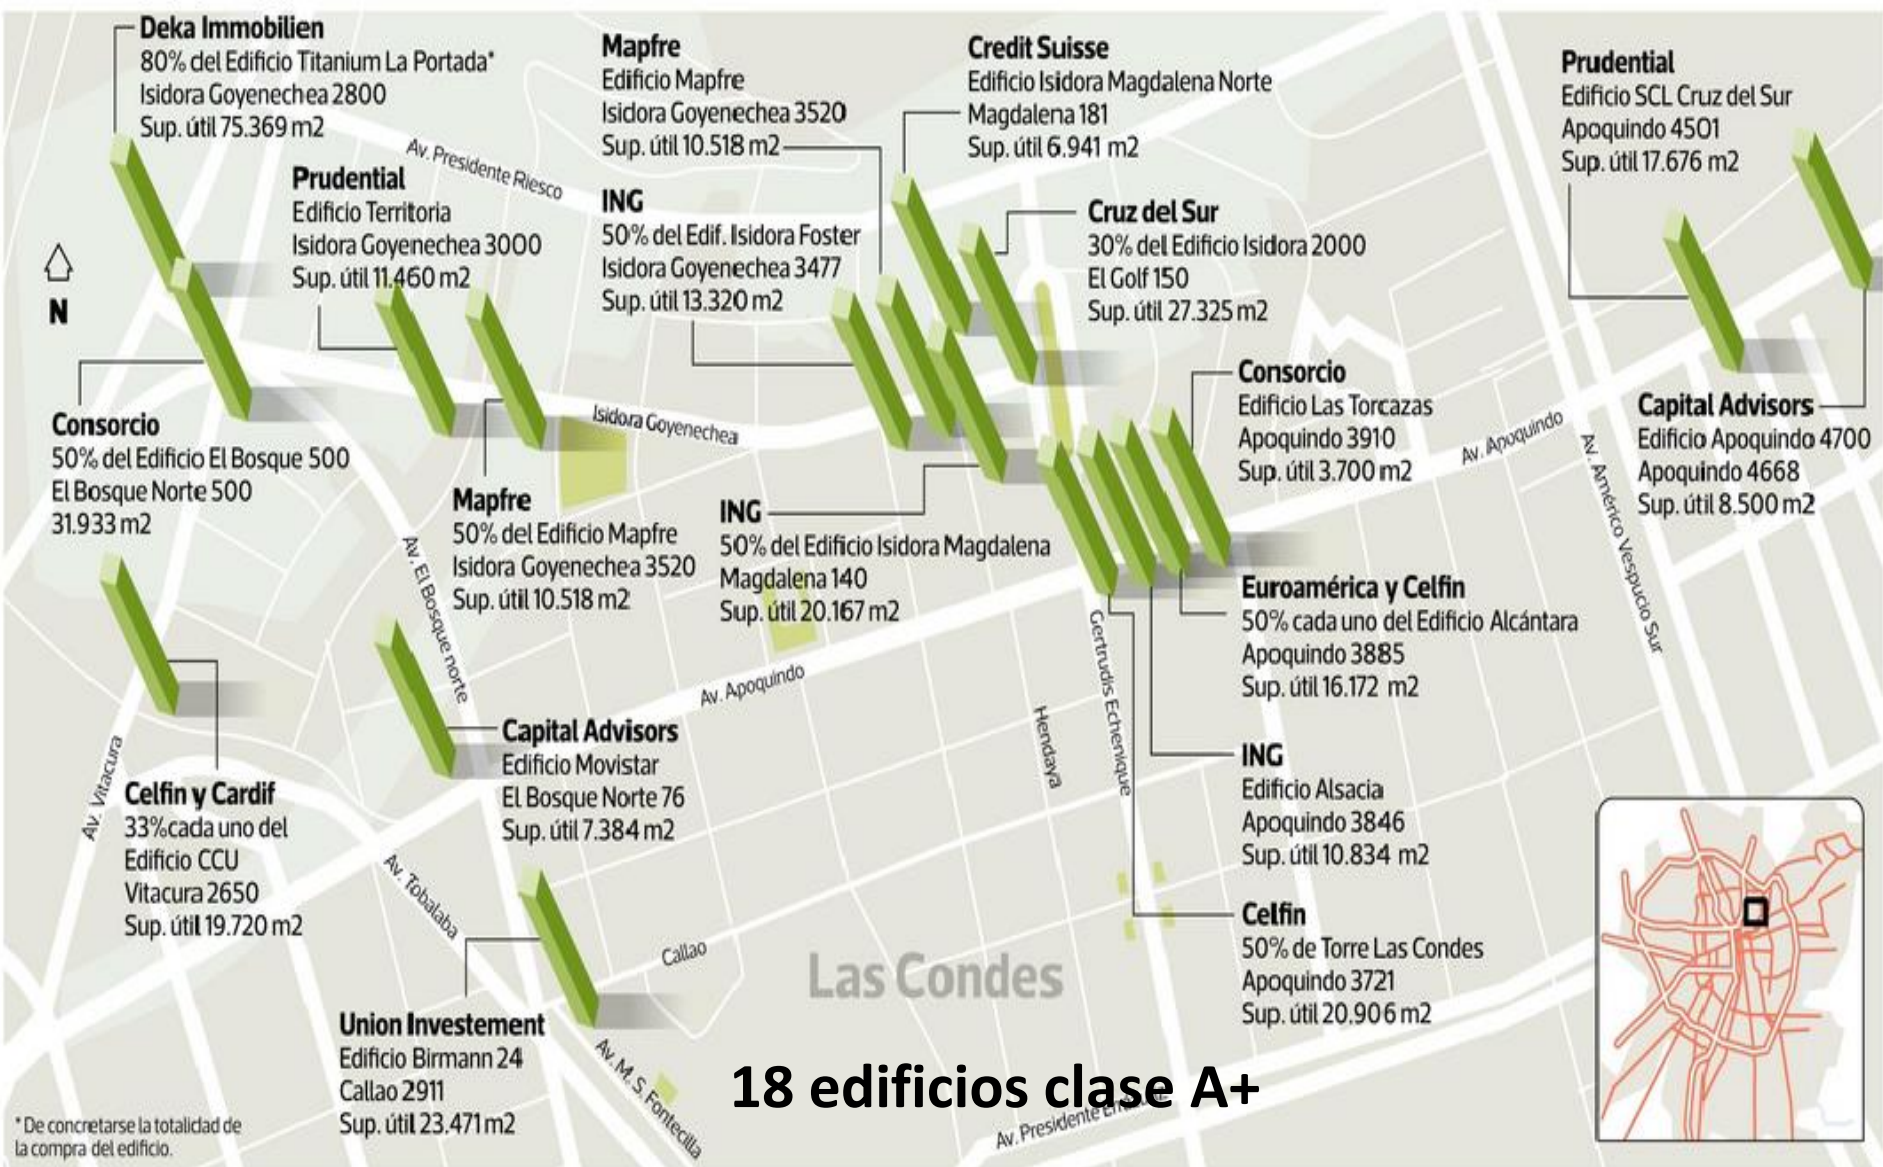 Deka Immobilien
80% del Edificio Titanium La Portada*
Isidora Goyenechea 2800
Sup. útil 75.369 m2
Mapfre
Edificio Mapfre
Isidora Goyenechea 3520
Sup. útil 10.518 m2
Credit Suisse
Edificio Isidora Magdalena Norte
Magdalena 181
Sup. útil 6.941 m2
Prudential
Edificio SCL Cruz del Sur
Apoquindo 4501
Sup. útil 17.676 m2
Av. Presidente Riesco
Prudential
Edificio Territoria
Isidora Goyenechea 3000
Sup. útil 11.460 m2
ING
50% del Edif. Isidora Foster
Isidora Goyenechea 3477
Sup. útil 13.320 m2
Cruz del Sur
30% del Edificio Isidora 2000
El Golf 150
Sup. útil 27.325 m2
N
Consorcio
50% del Edificio El Bosque 500
El Bosque Norte 500
31.933 m2
Isidora Goyenechea
Consorcio
Edificio Las Torcazas
Apoquindo 3910
Sup. útil 3.700 m2
Av. Apoquindo
Av. Américo Vespucio Sur
Capital Advisors
Edificio Apoquindo 4700
Apoquindo 4668
Sup. útil 8.500 m2
Mapfre
50% del Edificio Mapfre
Isidora Goyenechea 3520
Sup. útil 10.518 m2
ING
50% del Edificio Isidora Magdalena
Magdalena 140
Sup. útil 20.167 m2
Av. El Bosque norte
Euroamérica y Celfin
50% cada uno del Edificio Alcántara
Apoquindo 3885
Sup. útil 16.172 m2
Gertrudis Echenique
Hendaya
Av. Apoquindo
Av. Vitacura
Capital Advisors
Edificio Movistar
El Bosque Norte 76
Sup. útil 7.384 m2
ING
Edificio Alsacia
Apoquindo 3846
Sup. útil 10.834 m2
Celfin y Cardif
33%cada uno del
Edificio CCU
Vitacura 2650
Sup. útil 19.720 m2
Av. Tobalaba
Callao
Las Condes
Celfin
50% de Torre Las Condes
Apoquindo 3721
Sup. útil 20.906 m2
Union Investement
Edificio Birmann 24
Callao 2911
Sup. útil 23.471 m2
Av. M. S. Fontecilla
18 edificios clase A+
Av. Presidente
* De concretarse la totalidad de
la compra del edificio.